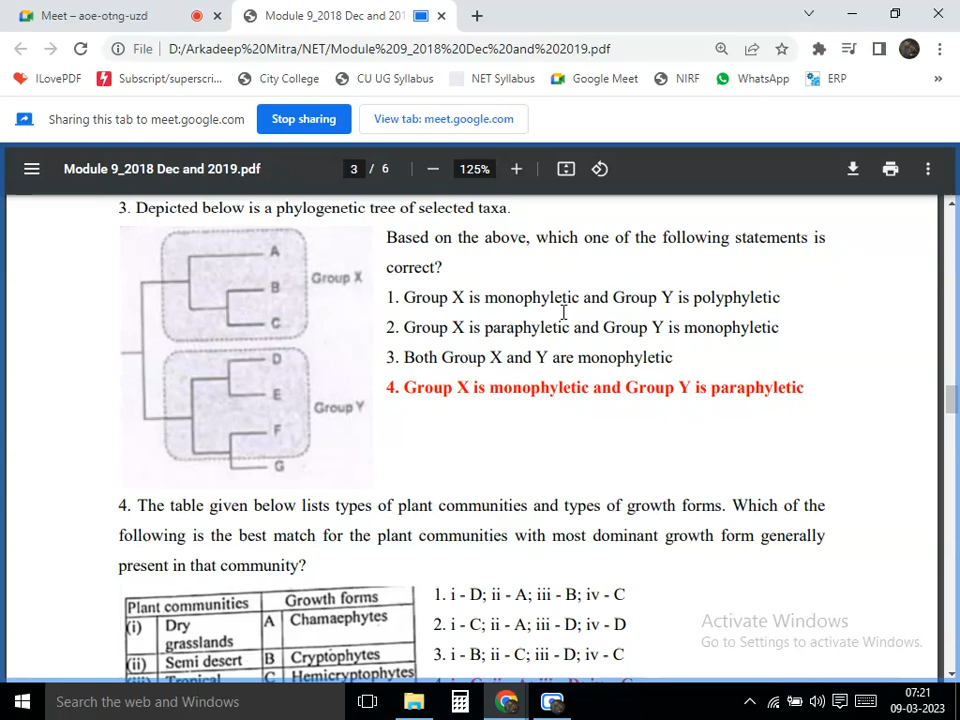 Meet – aoe-otng-uzd
Module 9_2018 Dec and 201
File
D:/Arkadeep%20Mitra/NET/Module%209_2018%20Dec%20and%202019.pdf
ILovePDF
Subscript/superscri...
City College
CU UG Syllabus
NET Syllabus
Google Meet
NIRF
WhatsApp
ERP
»
Sharing this tab to meet.google.com
Stop sharing
View tab: meet.google.com
Module 9_2018 Dec and 2019.pdf
3 / 6
125%
3. Depicted below is a phylogenetic tree of selected taxa.
A
B
C
Group X
D
E
F
G
Group Y
Based on the above, which one of the following statements is
correct?
1. Group X is monophyletic and Group Y is polyphyletic
2. Group X is paraphyletic and Group Y is monophyletic
3. Both Group X and Y are monophyletic
4. Group X is monophyletic and Group Y is paraphyletic
4. The table given below lists types of plant communities and types of growth forms. Which of the
following is the best match for the plant communities with most dominant growth form generally
present in that community?
Plant communities Growth forms
(i) Dry grasslands A Chamaephytes
(ii) Semi desert B Cryptophytes
Tropical C Hemicryptophytes
1. i - D; ii - A; iii - B; iv - C
2. i - C; ii - A; iii - D; iv - D
3. i - B; ii - C; iii - D; iv - C
Activate Windows
Go to Settings to activate Windows.
Search the web and Windows
07:21
09-03-2023